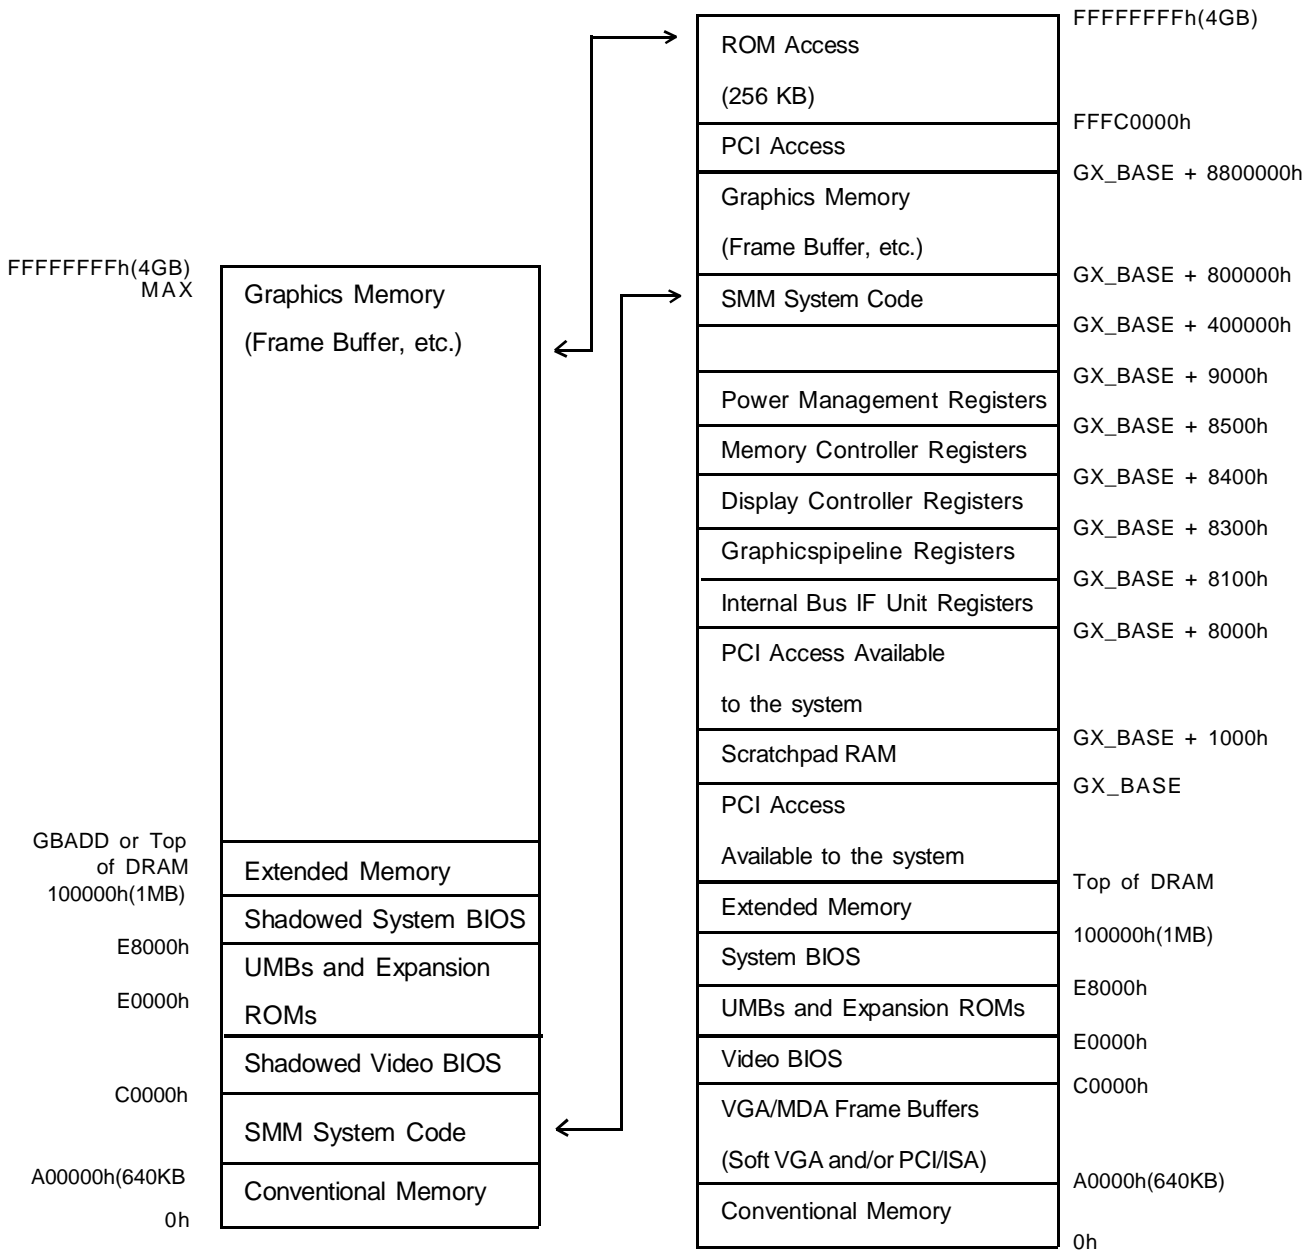 FFFFFFFFh(4GB)
MAX
Graphics Memory
(Frame Buffer, etc.)
GBADD or Top
of DRAM
Extended Memory
100000h(1MB)
Shadowed System BIOS
E8000h
UMBs and Expansion
E0000h
ROMs
Shadowed Video BIOS
C0000h
SMM System Code
A00000h(640KB
Conventional Memory
0h
FFFFFFFFh(4GB)
ROM Access
(256 KB)
FFFC0000h
PCI Access
GX_BASE + 8800000h
Graphics Memory
(Frame Buffer, etc.)
GX_BASE + 800000h
SMM System Code
GX_BASE + 400000h
GX_BASE + 9000h
Power Management Registers
GX_BASE + 8500h
Memory Controller Registers
GX_BASE + 8400h
Display Controller Registers
GX_BASE + 8300h
Graphicspipeline Registers
GX_BASE + 8100h
Internal Bus IF Unit Registers
GX_BASE + 8000h
PCI Access Available
to the system
GX_BASE + 1000h
Scratchpad RAM
GX_BASE
PCI Access
Available to the system
Top of DRAM
Extended Memory
100000h(1MB)
System BIOS
E8000h
UMBs and Expansion ROMs
E0000h
Video BIOS
C0000h
VGA/MDA Frame Buffers
(Soft VGA and/or PCI/ISA)
A0000h(640KB)
Conventional Memory
0h